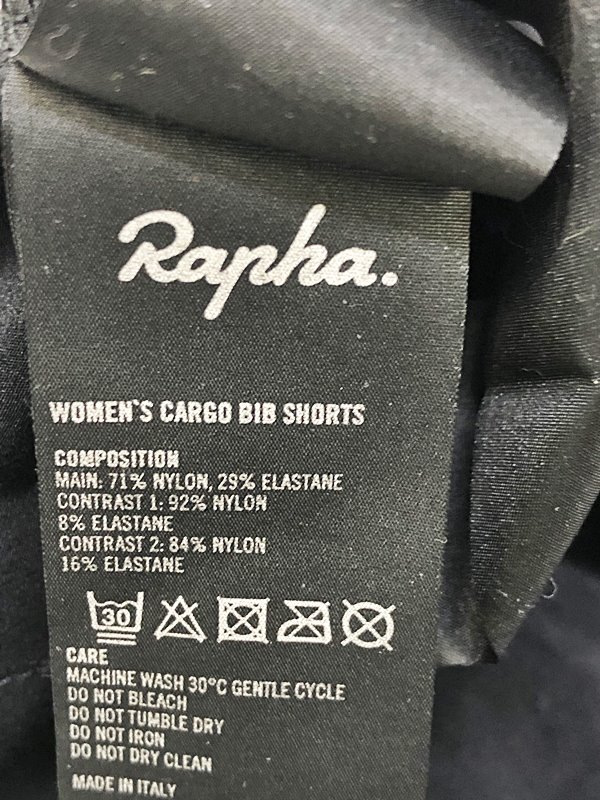 Rapha.
WOMEN`S CARGO BIB SHORTS
COMPOSITION
MAIN: 71% NYLON, 29% ELASTANE
CONTRAST 1: 92% NYLON
8% ELASTANE
CONTRAST 2: 84% NYLON
16% ELASTANE
30
CARE
MACHINE WASH 30°C GENTLE CYCLE
DO NOT BLEACH
DO NOT TUMBLE DRY
DO NOT IRON
DO NOT DRY CLEAN
MADE IN ITALY